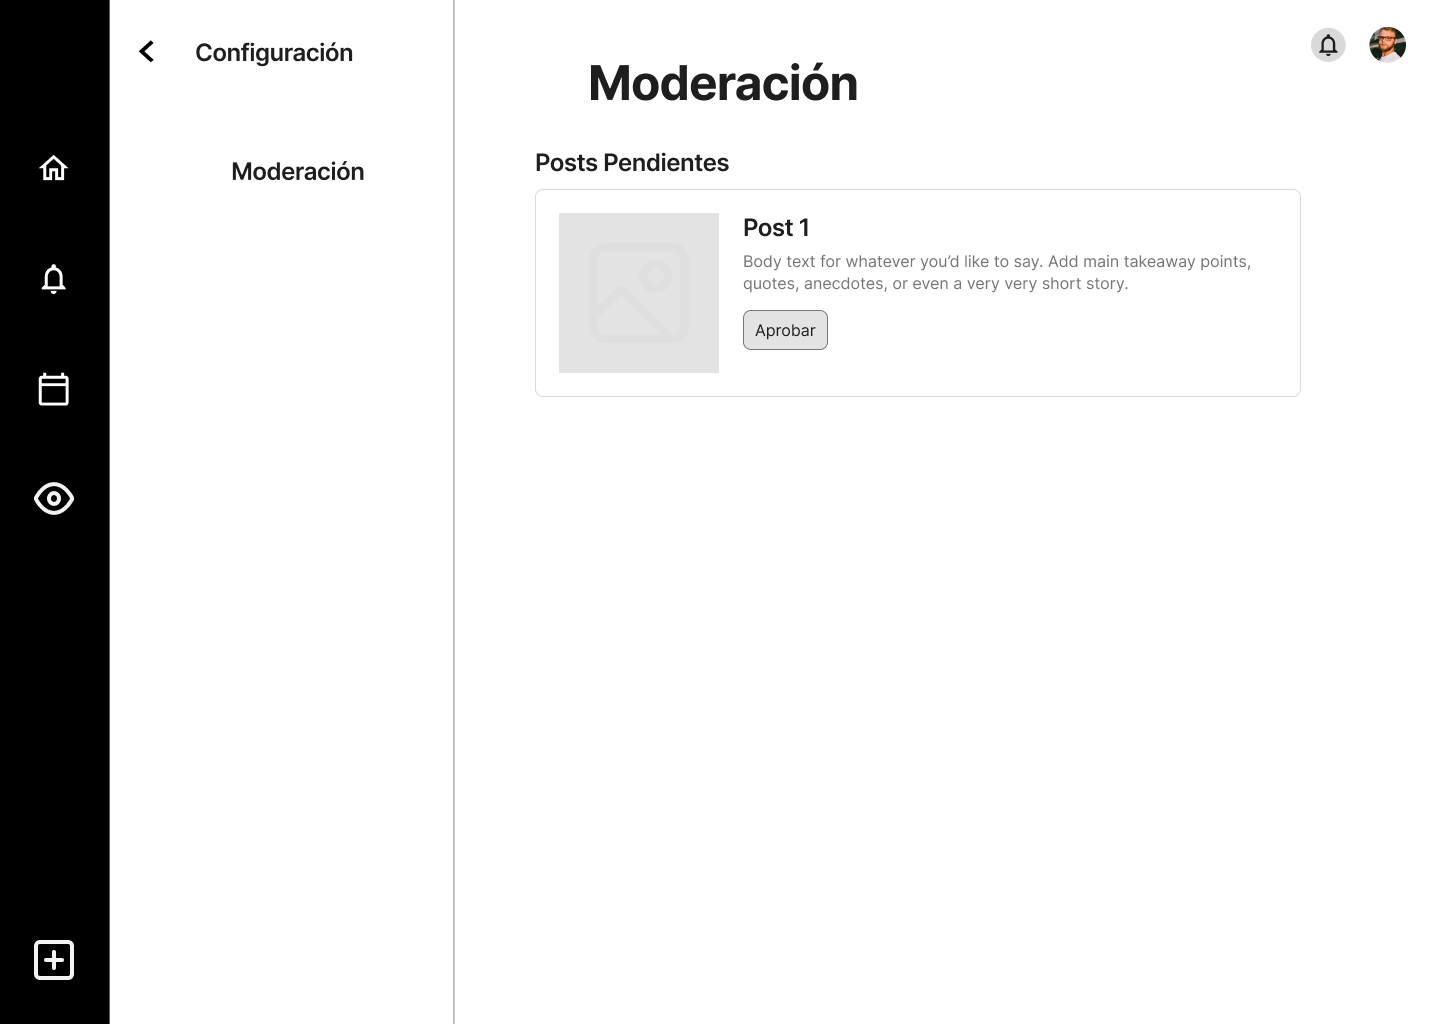 Configuración
Moderación
Moderación
Posts Pendientes
Post 1
Body text for whatever you’d like to say. Add main takeaway points,
quotes, anecdotes, or even a very very short story.
Aprobar